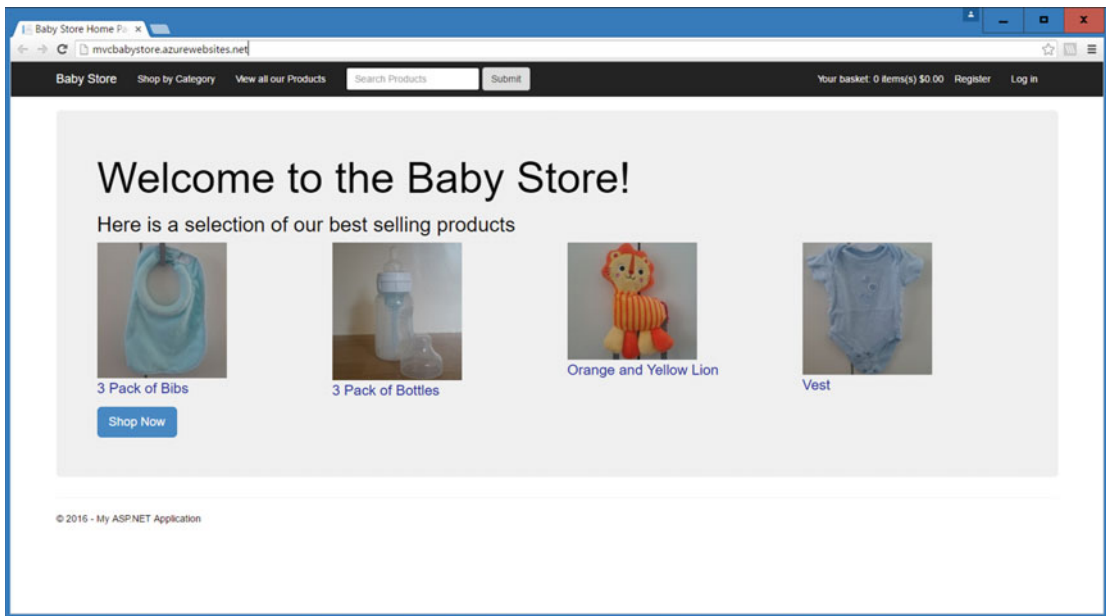 Baby Store Home Pa
mvcbabystore.azurewebsites.net
Baby Store Shop by Category View all our Products Search Products Submit Your basket: 0 items(s) $0.00 Register Log in
Welcome to the Baby Store!
Here is a selection of our best selling products
3 Pack of Bibs
3 Pack of Bottles
Orange and Yellow Lion
Vest
Shop Now
© 2016 - My ASP.NET Application